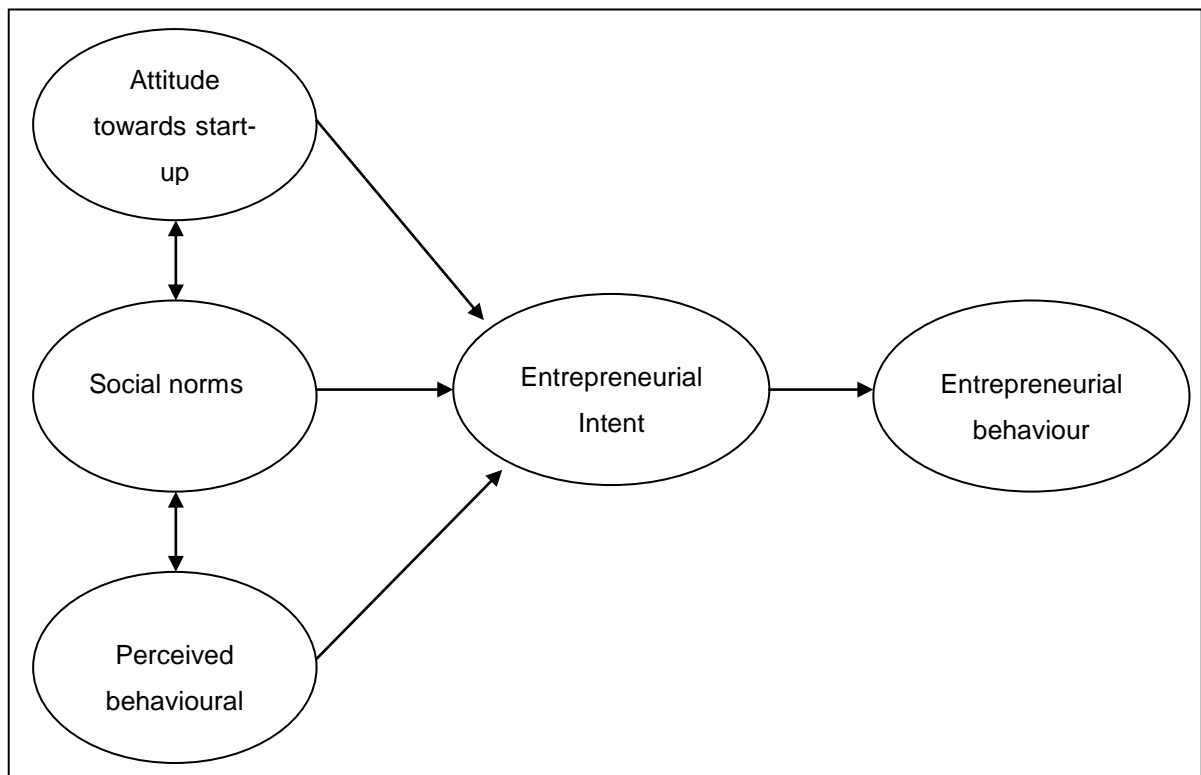 Attitude
towards start-
up
Social norms
Entrepreneurial
Intent
Entrepreneurial
behaviour
Perceived
behavioural